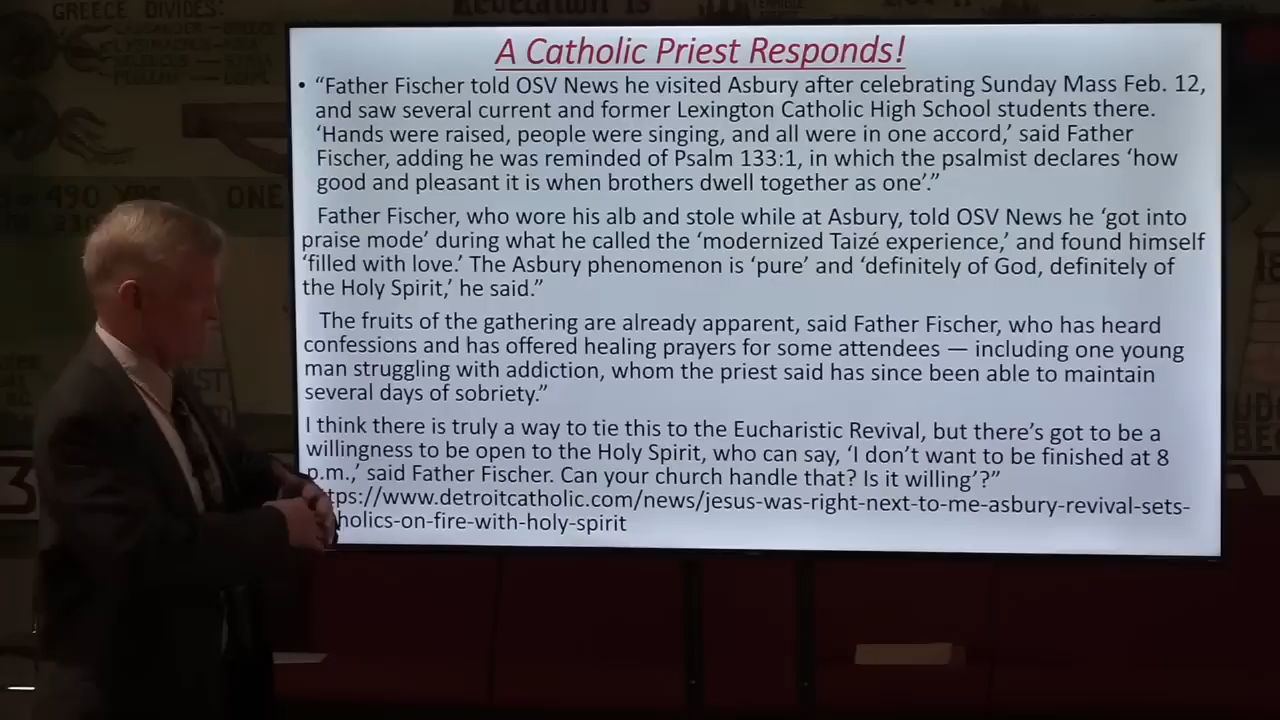 GREECE DIVIDES:
Revelation is
A Catholic Priest Responds!
• “Father Fischer told OSV News he visited Asbury after celebrating Sunday Mass Feb. 12,
and saw several current and former Lexington Catholic High School students there.
‘Hands were raised, people were singing, and all were in one accord,’ said Father
Fischer, adding he was reminded of Psalm 133:1, in which the psalmist declares ‘how
good and pleasant it is when brothers dwell together as one’.”
Father Fischer, who wore his alb and stole while at Asbury, told OSV News he ‘got into
praise mode’ during what he called the ‘modernized Taizé experience,’ and found himself
‘filled with love.’ The Asbury phenomenon is ‘pure’ and ‘definitely of God, definitely of
the Holy Spirit,’ he said.”
The fruits of the gathering are already apparent, said Father Fischer, who has heard
confessions and has offered healing prayers for some attendees — including one young
man struggling with addiction, whom the priest said has since been able to maintain
several days of sobriety.”
I think there is truly a way to tie this to the Eucharistic Revival, but there’s got to be a
willingness to be open to the Holy Spirit, who can say, ‘I don’t want to be finished at 8
p.m.,’ said Father Fischer. Can your church handle that? Is it willing’?”
tps://www.detroitcatholic.com/news/jesus-was-right-next-to-me-asbury-revival-sets-
holics-on-fire-with-holy-spirit
490 YRS ONE